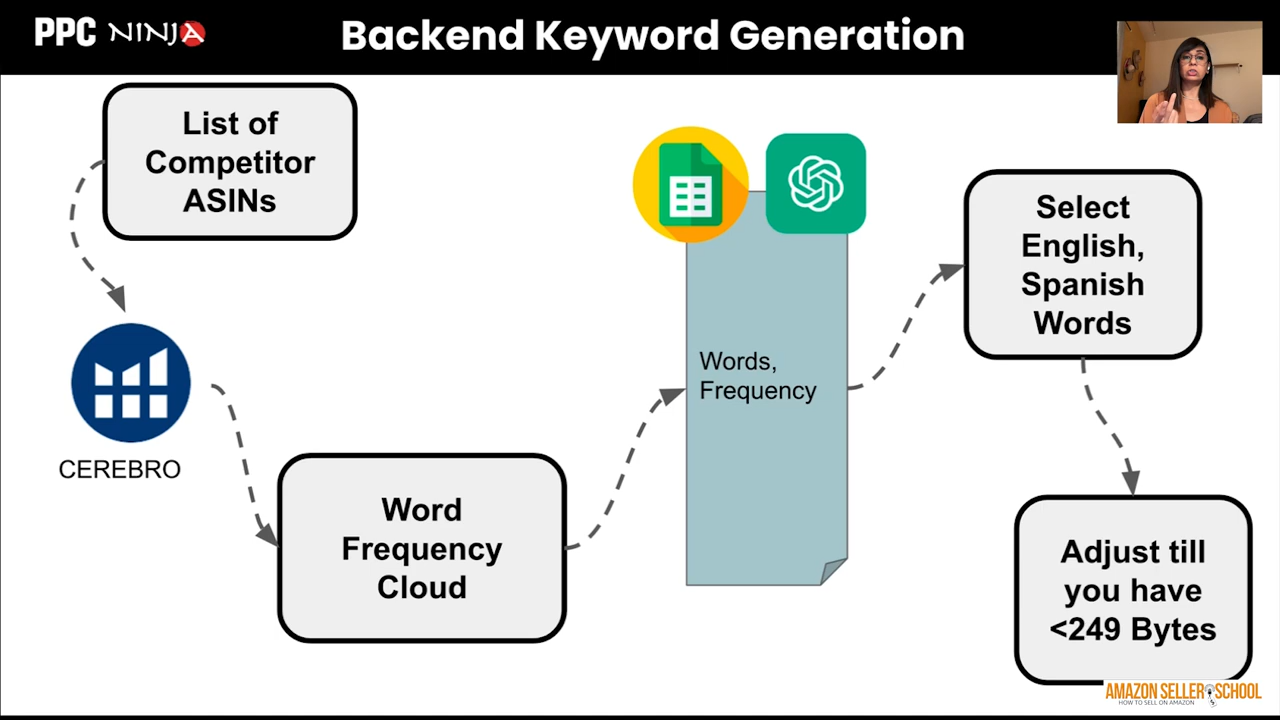 PPC NINJA
Backend Keyword Generation
List of
Competitor
ASINs
CEREBRO
Word
Frequency
Cloud
Words,
Frequency
Select
English,
Spanish
Words
Adjust till
you have
<249 Bytes
AMAZON SELLER SCHOOL
HOW TO SELL ON AMAZON